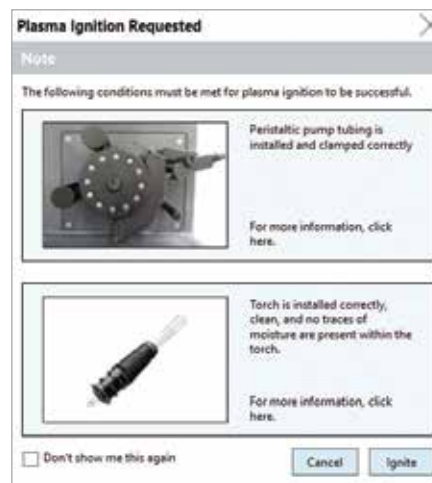 Plasma Ignition Requested
Note
The following conditions must be met for plasma ignition to be successful.
Peristaltic pump tubing is
installed and clamped correctly
For more information, click
here.
Torch is installed correctly,
clean, and no traces of
moisture are present within the
torch.
For more information, click
here.
Don't show me this again
Cancel
Ignite